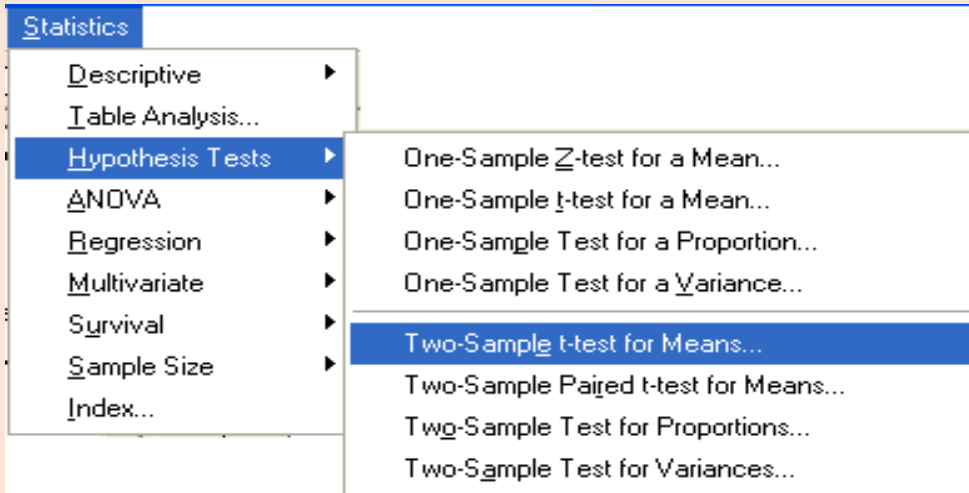 Statistics
Descriptive
Table Analysis...
Hypothesis Tests
ANOVA
Regression
Multivariate
Survival
Sample Size
Index...
One-Sample Z-test for a Mean...
One-Sample t-test for a Mean...
One-Sample Test for a Proportion...
One-Sample Test for a Variance...
Two-Sample t-test for Means...
Two-Sample Paired t-test for Means...
Two-Sample Test for Proportions...
Two-Sample Test for Variances...